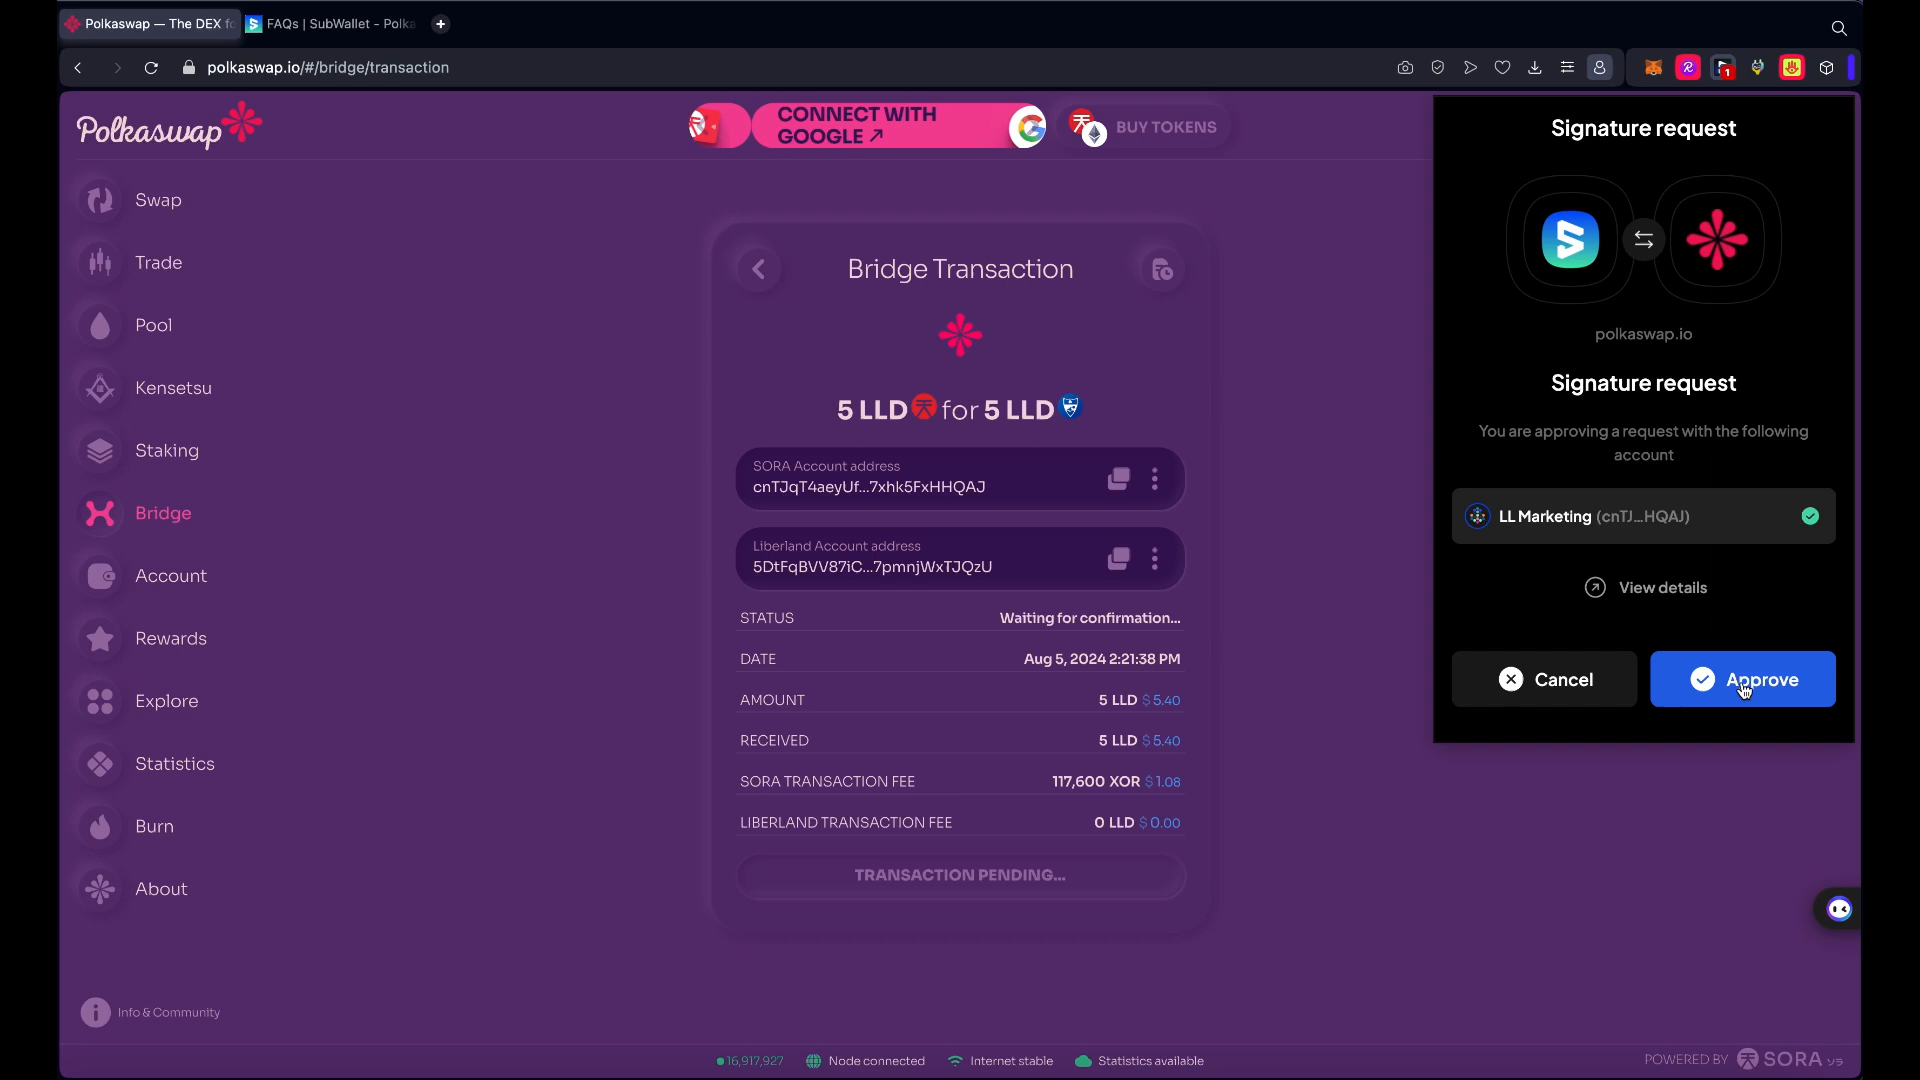 Polkaswap — The DEX fo
FAQs | SubWallet - Polka
polkaswap.io/#/bridge/transaction
1
Polkaswap
CONNECT WITH
GOOGLE ↗
BUY TOKENS
Swap
Trade
Pool
Kensetsu
Staking
Bridge
Account
Rewards
Explore
Statistics
Burn
About
Info & Community
Bridge Transaction
5 LLD for 5 LLD
SORA Account address
cnTJqT4aeyUf...7xhk5FxHHQAJ
Liberland Account address
5DtFqBVV87iC...7pmnjWxTJQzU
STATUS Waiting for confirmation...
DATE Aug 5, 2024 2:21:38 PM
AMOUNT 5 LLD $ 5.40
RECEIVED 5 LLD $ 5.40
SORA TRANSACTION FEE 117,600 XOR $ 1.08
LIBERLAND TRANSACTION FEE 0 LLD $ 0.00
TRANSACTION PENDING...
Signature request
polkaswap.io
Signature request
You are approving a request with the following
account
LL Marketing (cnTJ...HQAJ)
View details
Cancel
Approve
16,917,927
Node connected
Internet stable
Statistics available
POWERED BY SORA ソラ